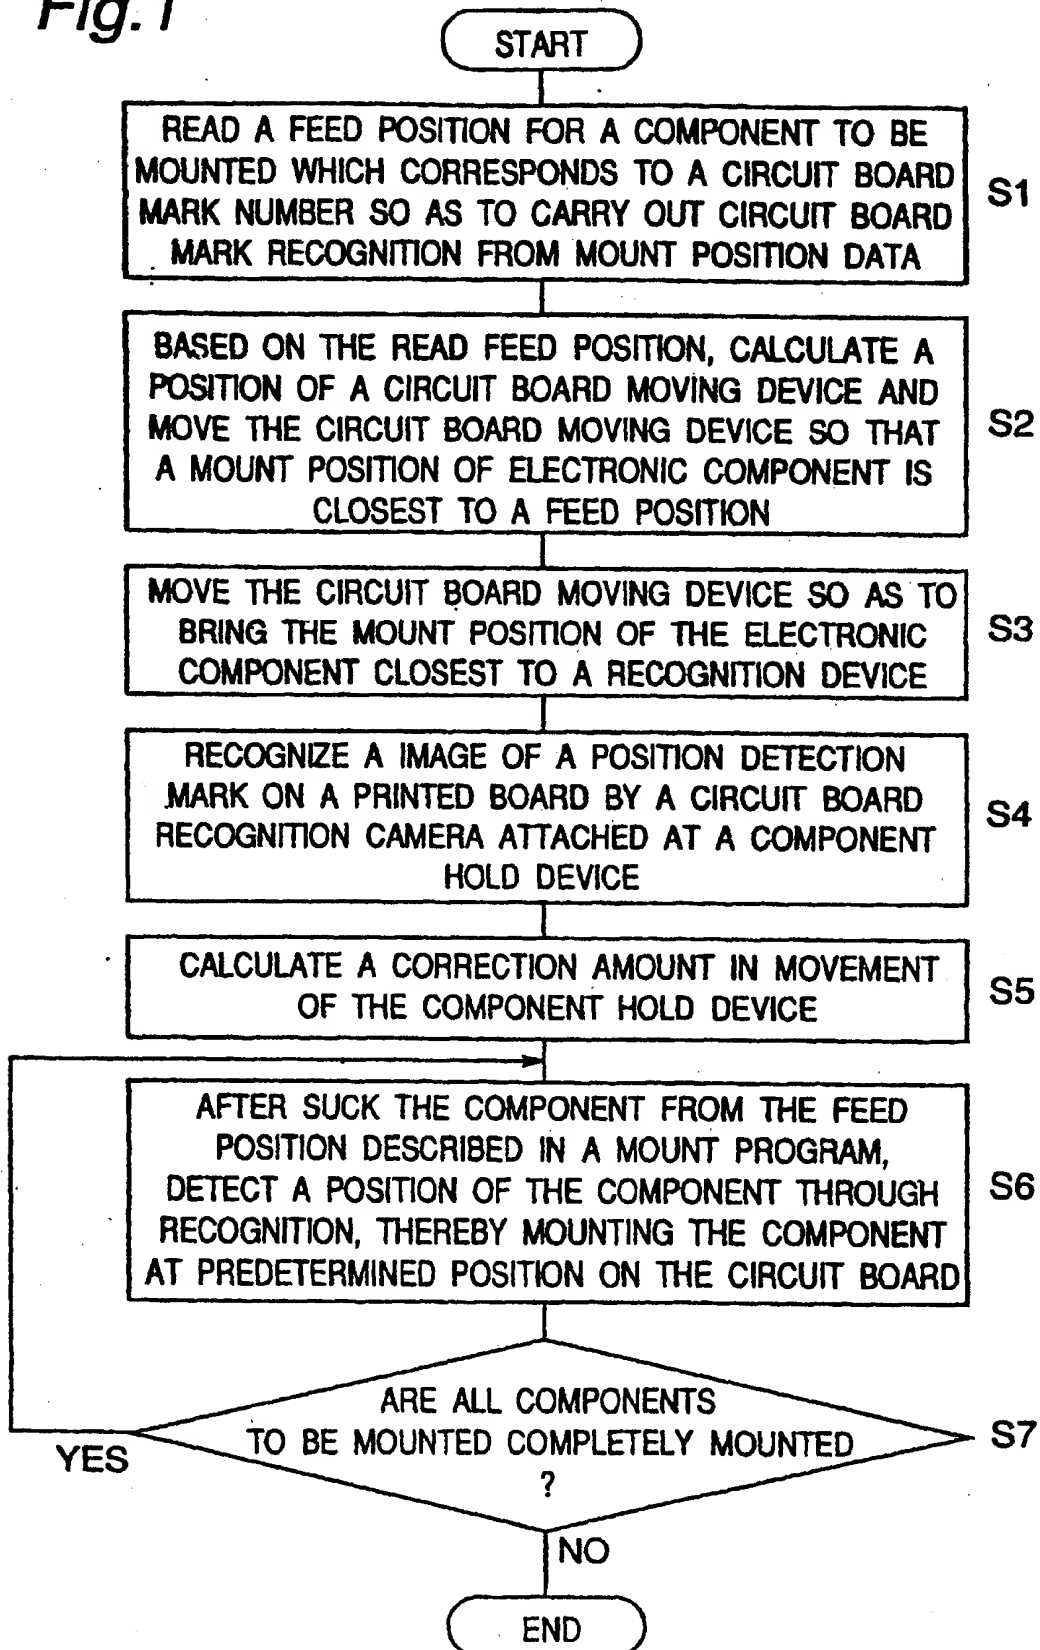 Fig. 1
START
READ A FEED POSITION FOR A COMPONENT TO BE
MOUNTED WHICH CORRESPONDS TO A CIRCUIT BOARD
MARK NUMBER SO AS TO CARRY OUT CIRCUIT BOARD
MARK RECOGNITION FROM MOUNT POSITION DATA
S1
BASED ON THE READ FEED POSITION, CALCULATE A
POSITION OF A CIRCUIT BOARD MOVING DEVICE AND
MOVE THE CIRCUIT BOARD MOVING DEVICE SO THAT
A MOUNT POSITION OF ELECTRONIC COMPONENT IS
CLOSEST TO A FEED POSITION
S2
MOVE THE CIRCUIT BOARD MOVING DEVICE SO AS TO
BRING THE MOUNT POSITION OF THE ELECTRONIC
COMPONENT CLOSEST TO A RECOGNITION DEVICE
S3
RECOGNIZE A IMAGE OF A POSITION DETECTION
MARK ON A PRINTED BOARD BY A CIRCUIT BOARD
RECOGNITION CAMERA ATTACHED AT A COMPONENT
HOLD DEVICE
S4
CALCULATE A CORRECTION AMOUNT IN MOVEMENT
OF THE COMPONENT HOLD DEVICE
S5
AFTER SUCK THE COMPONENT FROM THE FEED
POSITION DESCRIBED IN A MOUNT PROGRAM,
DETECT A POSITION OF THE COMPONENT THROUGH
RECOGNITION, THEREBY MOUNTING THE COMPONENT
AT PREDETERMINED POSITION ON THE CIRCUIT BOARD
S6
ARE ALL COMPONENTS
TO BE MOUNTED COMPLETELY MOUNTED
?
S7
YES
NO
END